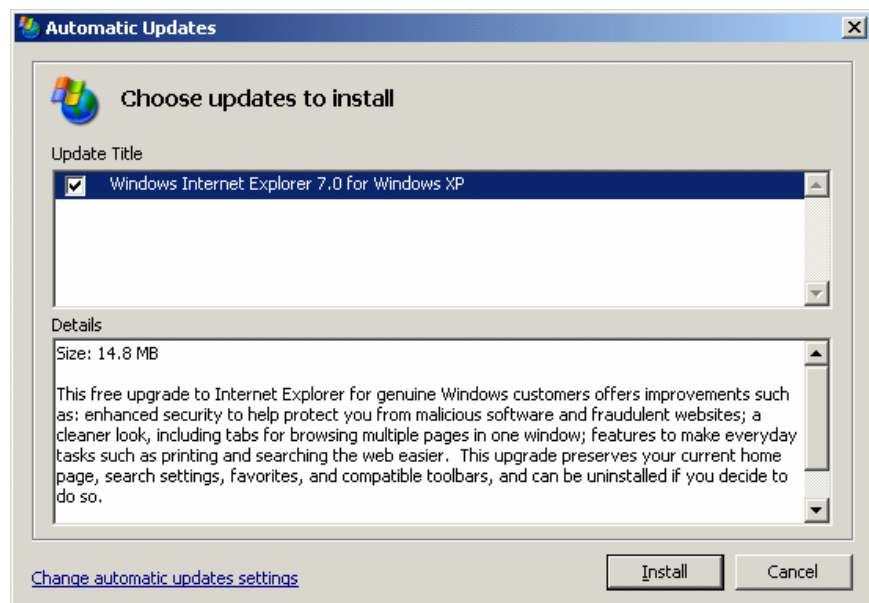 Automatic Updates
Choose updates to install
Update Title
Windows Internet Explorer 7.0 for Windows XP
Details
Size: 14.8 MB
This free upgrade to Internet Explorer for genuine Windows customers offers improvements such
as: enhanced security to help protect you from malicious software and fraudulent websites; a
cleaner look, including tabs for browsing multiple pages in one window; features to make everyday
tasks such as printing and searching the web easier.  This upgrade preserves your current home
page, search settings, favorites, and compatible toolbars, and can be uninstalled if you decide to
do so.
Change automatic updates settings
Install
Cancel